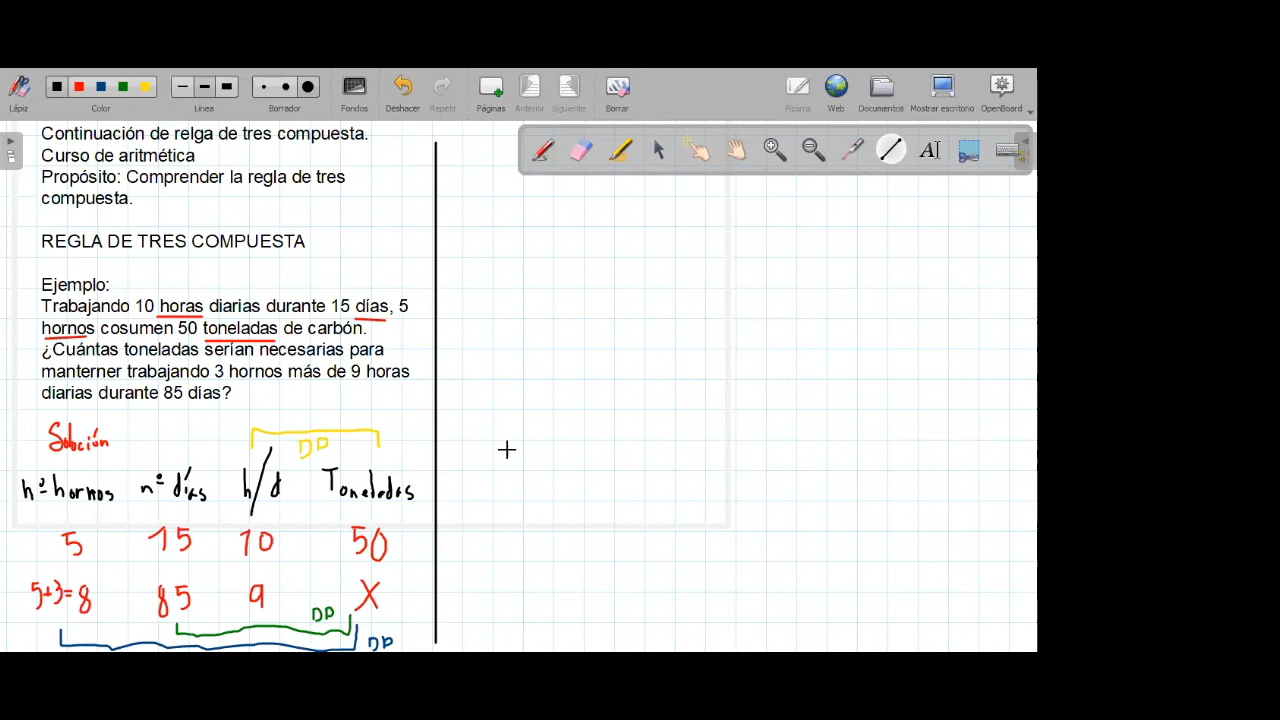 Lápiz Color Línea Borrador Fondos Deshacer Repetir Páginas Anterior Siguiente Borrar Pizarra Web Documentos Mostrar escritorio OpenBoard
Continuación de relga de tres compuesta.
Curso de aritmética
Propósito: Comprender la regla de tres
compuesta.
REGLA DE TRES COMPUESTA
Ejemplo:
Trabajando 10 horas diarias durante 15 días, 5
hornos cosumen 50 toneladas de carbón.
¿Cuántas toneladas serían necesarias para
manterner trabajando 3 hornos más de 9 horas
diarias durante 85 días?
Solución
DP
nº hornos nº días h/d Toneladas
5 15 10 50
5+3=8 85 9 X
DP
DP